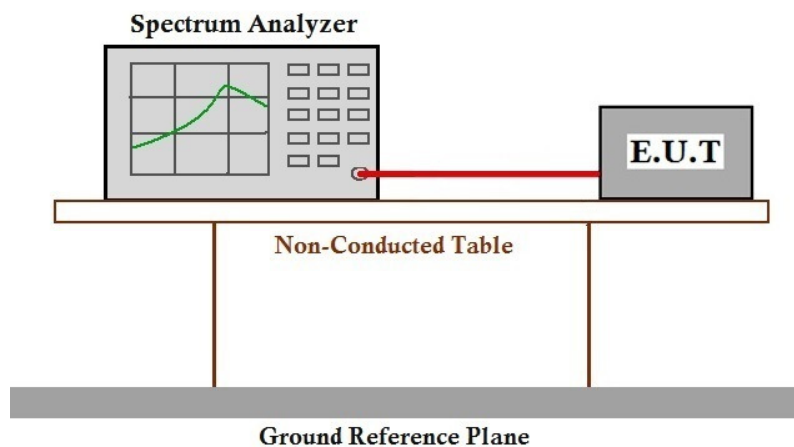 Spectrum Analyzer
E.U.T
Non-Conducted Table
Ground Reference Plane